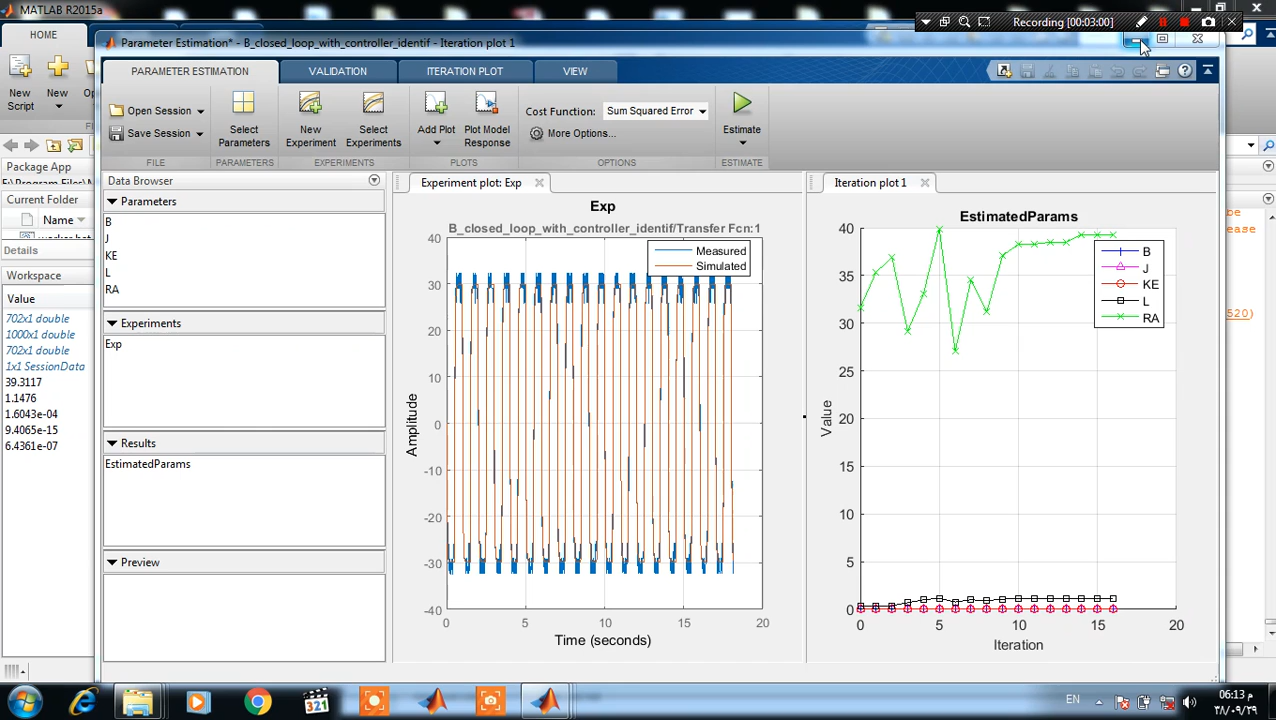 MATLAB R2015a
Recording [00:03:00]
HOME
Parameter Estimation* - B_closed_loop_with_controller_identif - Iteration plot 1
PARAMETER ESTIMATION
VALIDATION
ITERATION PLOT
VIEW
New Script
New
Open Session
Save Session
Select Parameters
New Experiment
Select Experiments
Add Plot
Plot Model Response
Cost Function:
Sum Squared Error
More Options...
Estimate
FILE
PARAMETERS
EXPERIMENTS
PLOTS
OPTIONS
ESTIMATE
Package App
Current Folder
Name
Details
Workspace
Value
702x1 double
1000x1 double
702x1 double
1x1 SessionData
39.3117
1.1476
1.6043e-04
9.4065e-15
6.4361e-07
Data Browser
Parameters
B
J
KE
L
RA
Experiments
Exp
Results
EstimatedParams
Preview
Experiment plot: Exp
Exp
B_closed_loop_with_controller_identif/Transfer Fcn:1
Measured
Simulated
40
30
20
10
0
-10
-20
-30
-40
Amplitude
0 5 10 15 20
Time (seconds)
Iteration plot 1
EstimatedParams
B
J
KE
L
RA
40
35
30
25
20
15
10
5
0
Value
0 5 10 15 20
Iteration
be
ease
520)
EN
06:13 م
٣٨/٠٩/٢٩